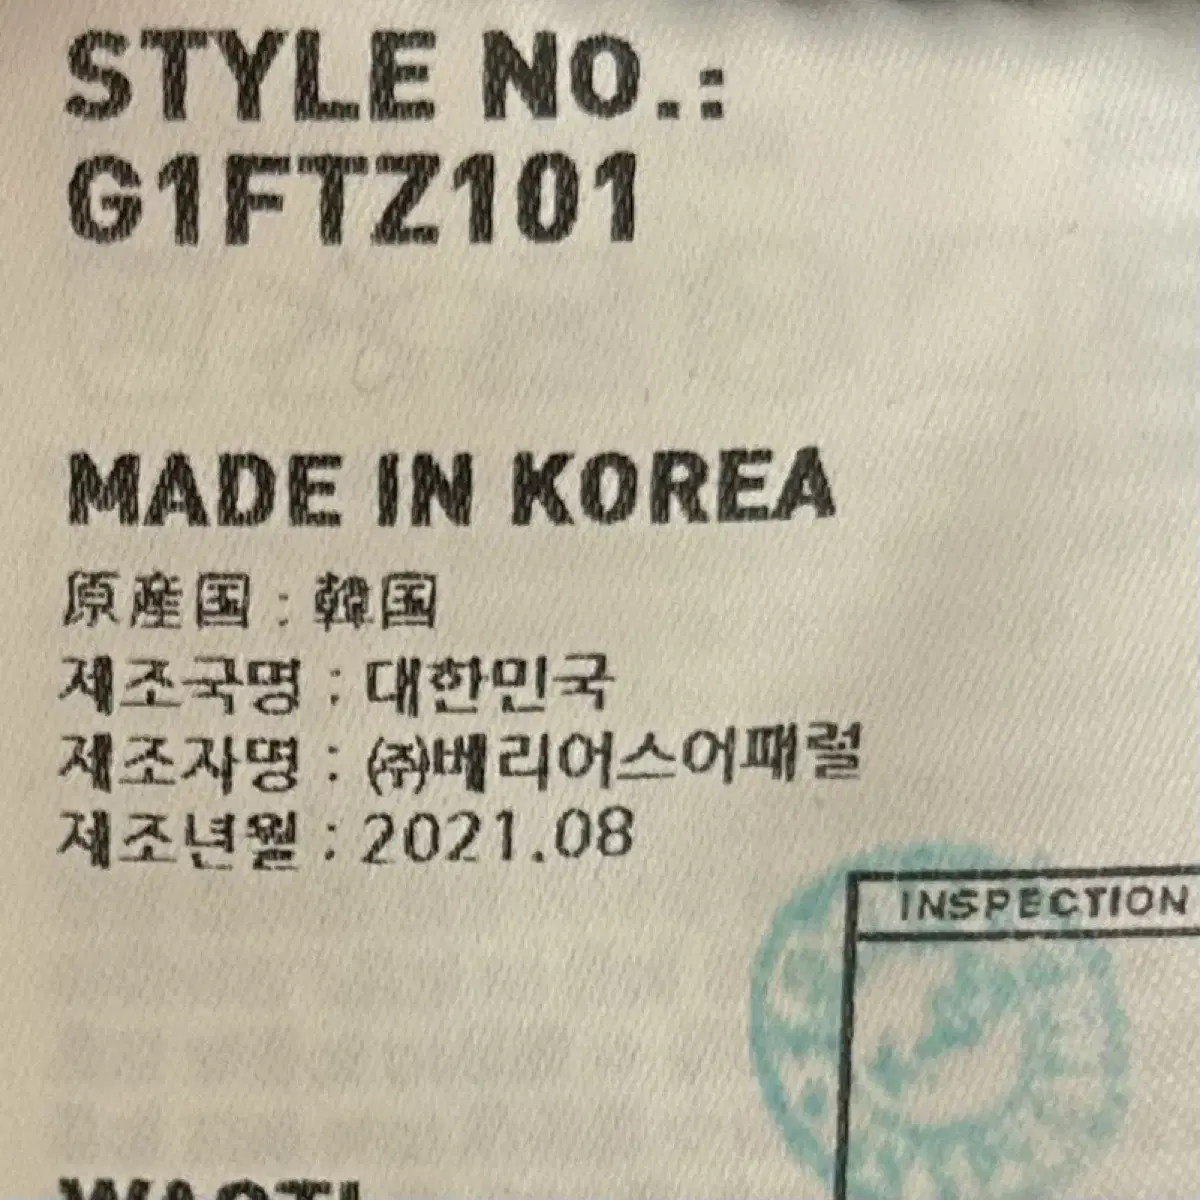 STYLE NO.:
G1FTZ101
MADE IN KOREA
原産国 : 韓国
제조국명 : 대한민국
제조자명 : ㈜베리어스어패럴
제조년월 : 2021.08
INSPECTION